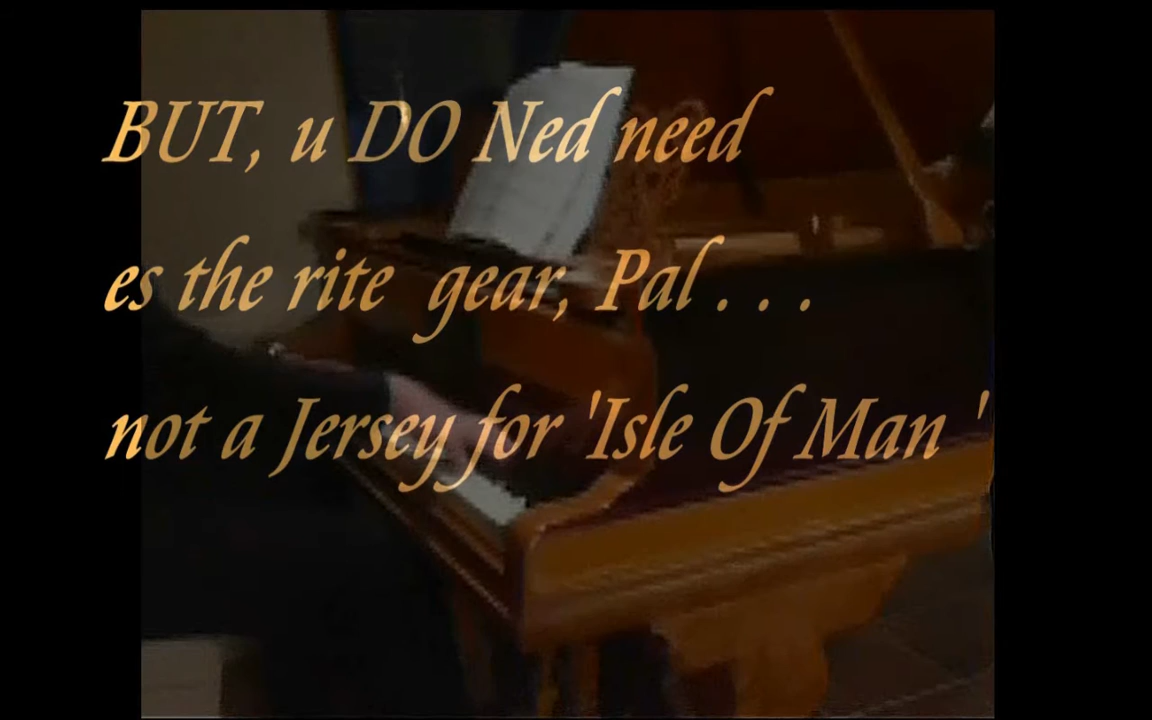 BUT, u DO Ned need
es the rite gear, Pal . . .
not a Jersey for 'Isle Of Man '